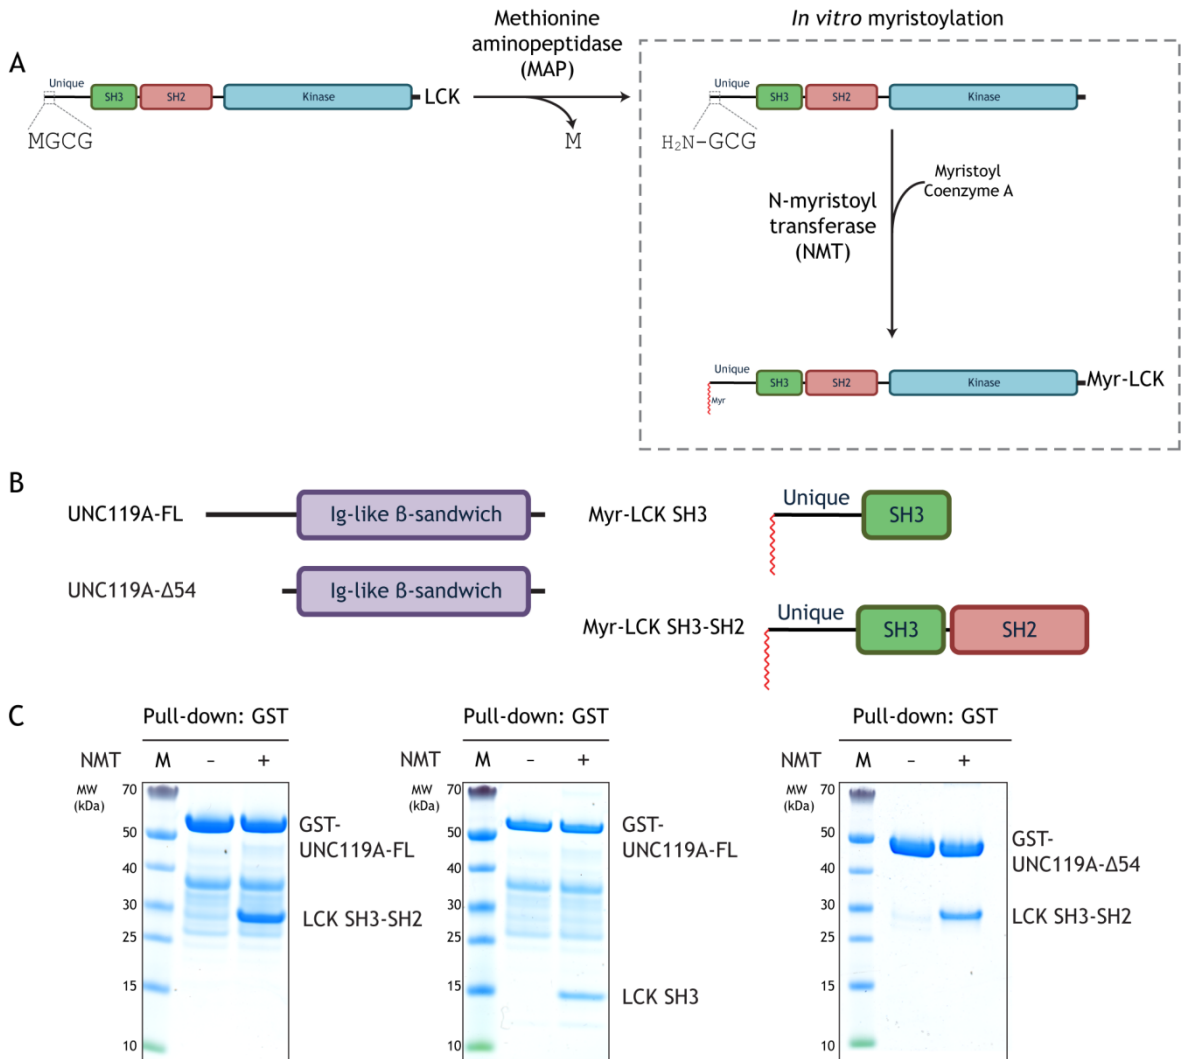 Methionine
aminopeptidase
(MAP)
In vitro myristoylation
A
Unique
SH3
SH2
Kinase
LCK
MGCG
M
Unique
SH3
SH2
Kinase
H₂N-GCG
Myristoyl
Coenzyme A
N-myristoyl
transferase
(NMT)
Unique
SH3
SH2
Kinase
Myr-LCK
Myr
B
UNC119A-FL
Ig-like ß-sandwich
UNC119A-Δ54
Ig-like ß-sandwich
Myr-LCK SH3
Unique
SH3
Myr-LCK SH3-SH2
Unique
SH3
SH2
C
Pull-down: GST
NMT M - +
MW
(kDa)
70
50
40
30
25
15
10
GST-
UNC119A-FL
LCK SH3-SH2
Pull-down: GST
NMT M - +
MW
(kDa)
70
50
40
30
25
15
10
GST-
UNC119A-FL
LCK SH3
Pull-down: GST
NMT M - +
MW
(kDa)
70
50
40
30
25
15
10
GST-
UNC119A-Δ54
LCK SH3-SH2